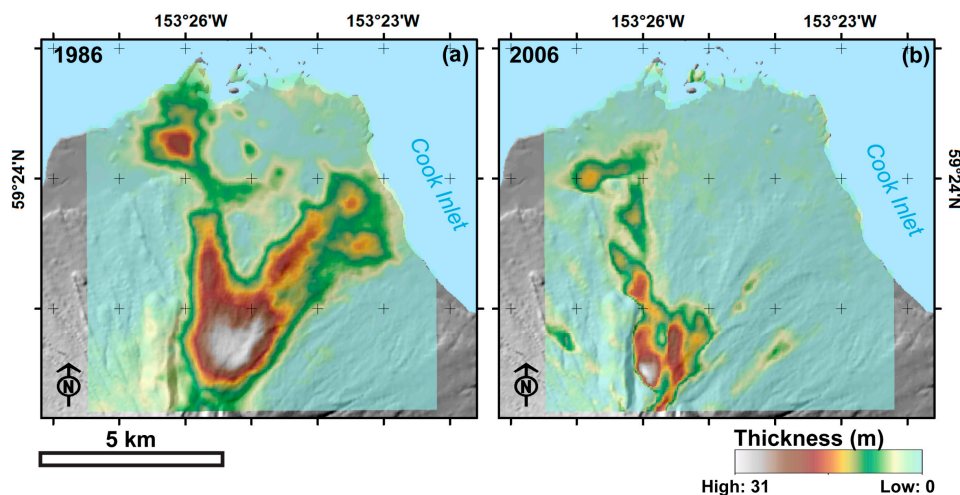 153°26'W 153°23'W 153°26'W 153°23'W
1986 (a) 2006 (b)
Cook Inlet Cook Inlet
59°24'N 59°24'N
N N
5 km
Thickness (m)
High: 31 Low: 0